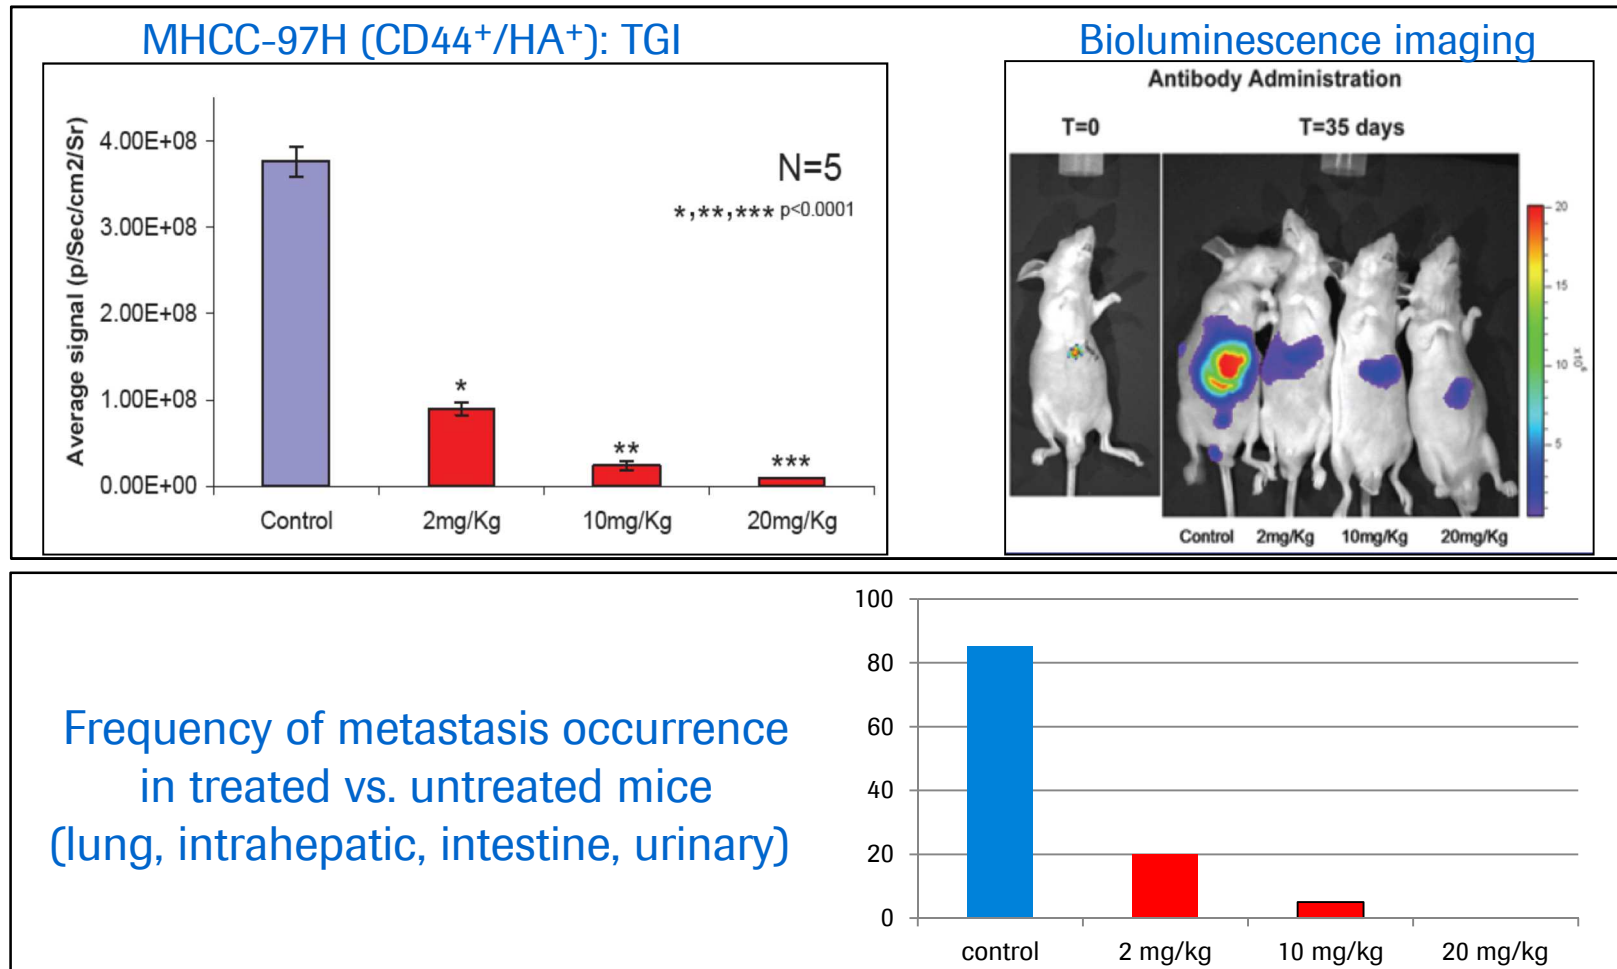 MHCC-97H (CD44+/HA+): TGI
Average signal (p/Sec/cm2/Sr)
4.00E+08
3.00E+08
2.00E+08
1.00E+08
0.00E+00
N=5
*,**,*** p<0.0001
*
**
***
Control 2mg/Kg 10mg/Kg 20mg/Kg
Bioluminescence imaging
Antibody Administration
T=0 T=35 days
20
15
10
5
Control 2mg/Kg 10mg/Kg 20mg/Kg
Frequency of metastasis occurrence
in treated vs. untreated mice
(lung, intrahepatic, intestine, urinary)
100
80
60
40
20
0
control 2 mg/kg 10 mg/kg 20 mg/kg